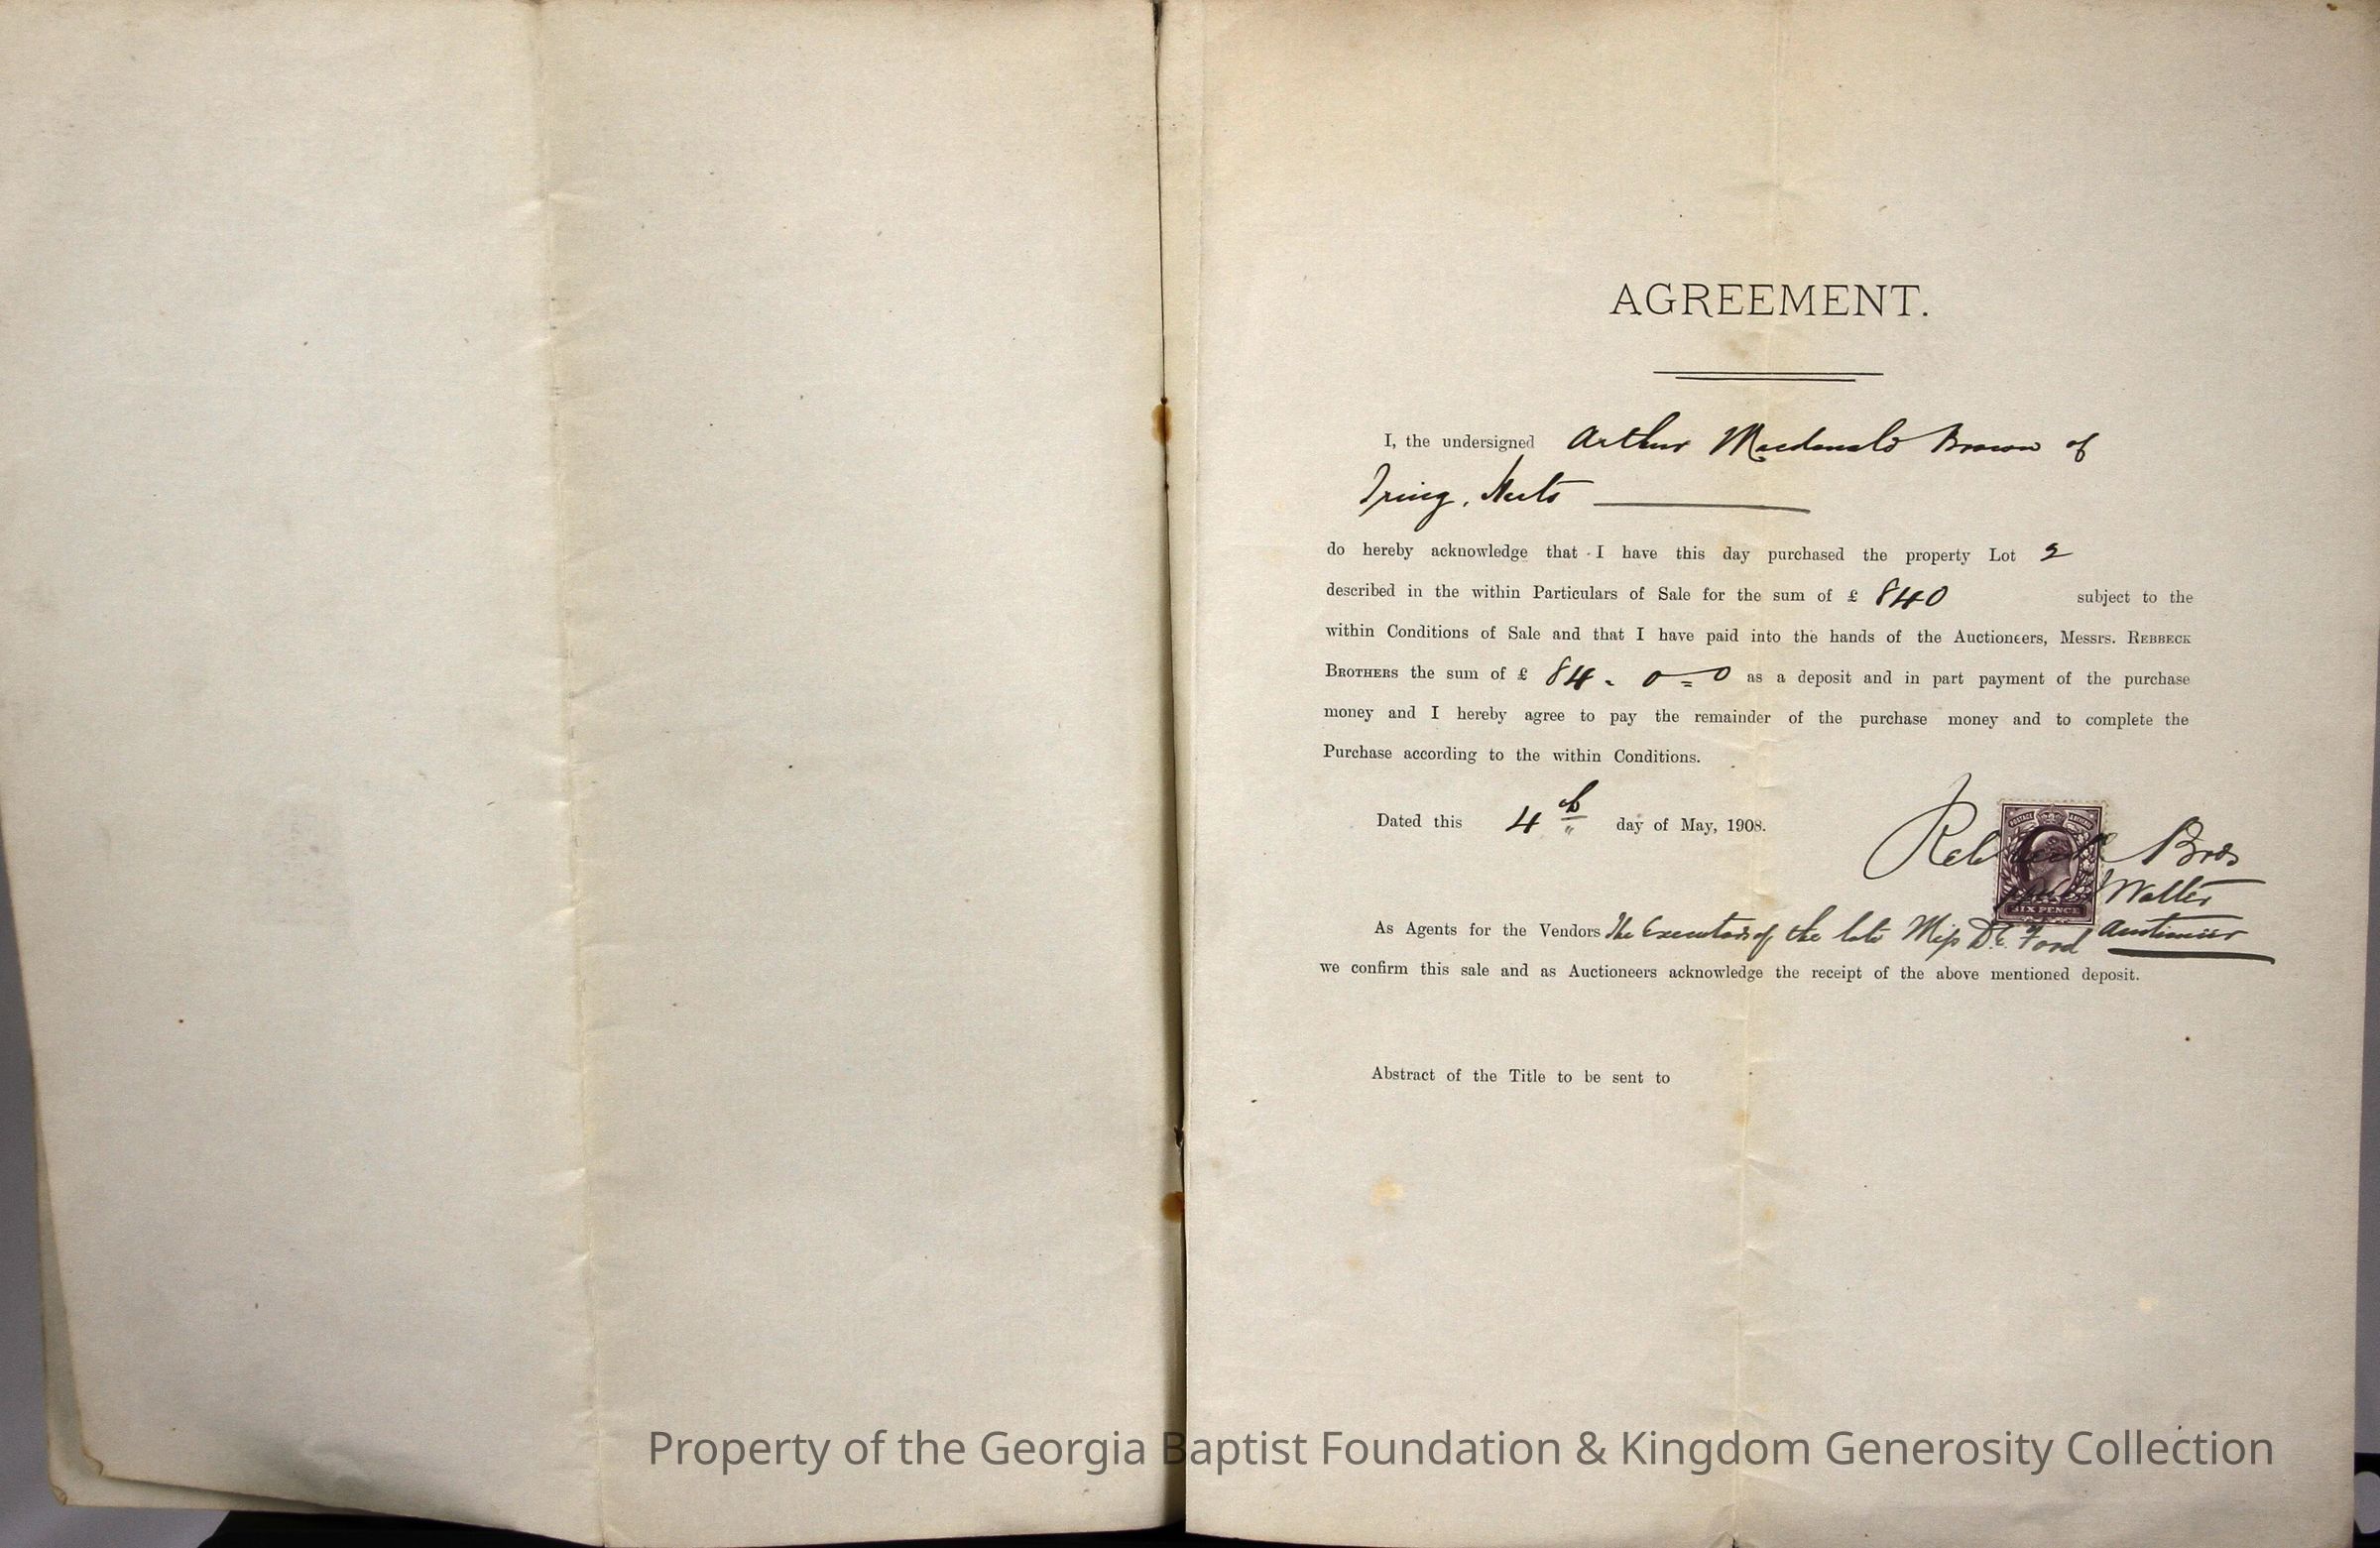 AGREEMENT.
I, the undersigned Arthur Macdonald Brown of
Tring, Herts
do hereby acknowledge that I have this day purchased the property Lot 2
described in the within Particulars of Sale for the sum of £ 840 subject to the
within Conditions of Sale and that I have paid into the hands of the Auctioneers, Messrs. REBBECK
BROTHERS the sum of £ 84 - 0 = 0 as a deposit and in part payment of the purchase
money and I hereby agree to pay the remainder of the purchase money and to complete the
Purchase according to the within Conditions.
Dated this 4th day of May, 1908.
Rebbeck Bros
POSTAGE REVENUE
SIX PENCE
Walter
Auctioneer
As Agents for the Vendors The Executors of the late Miss D.E. Ford
we confirm this sale and as Auctioneers acknowledge the receipt of the above mentioned deposit.
Abstract of the Title to be sent to
Property of the Georgia Baptist Foundation & Kingdom Generosity Collection